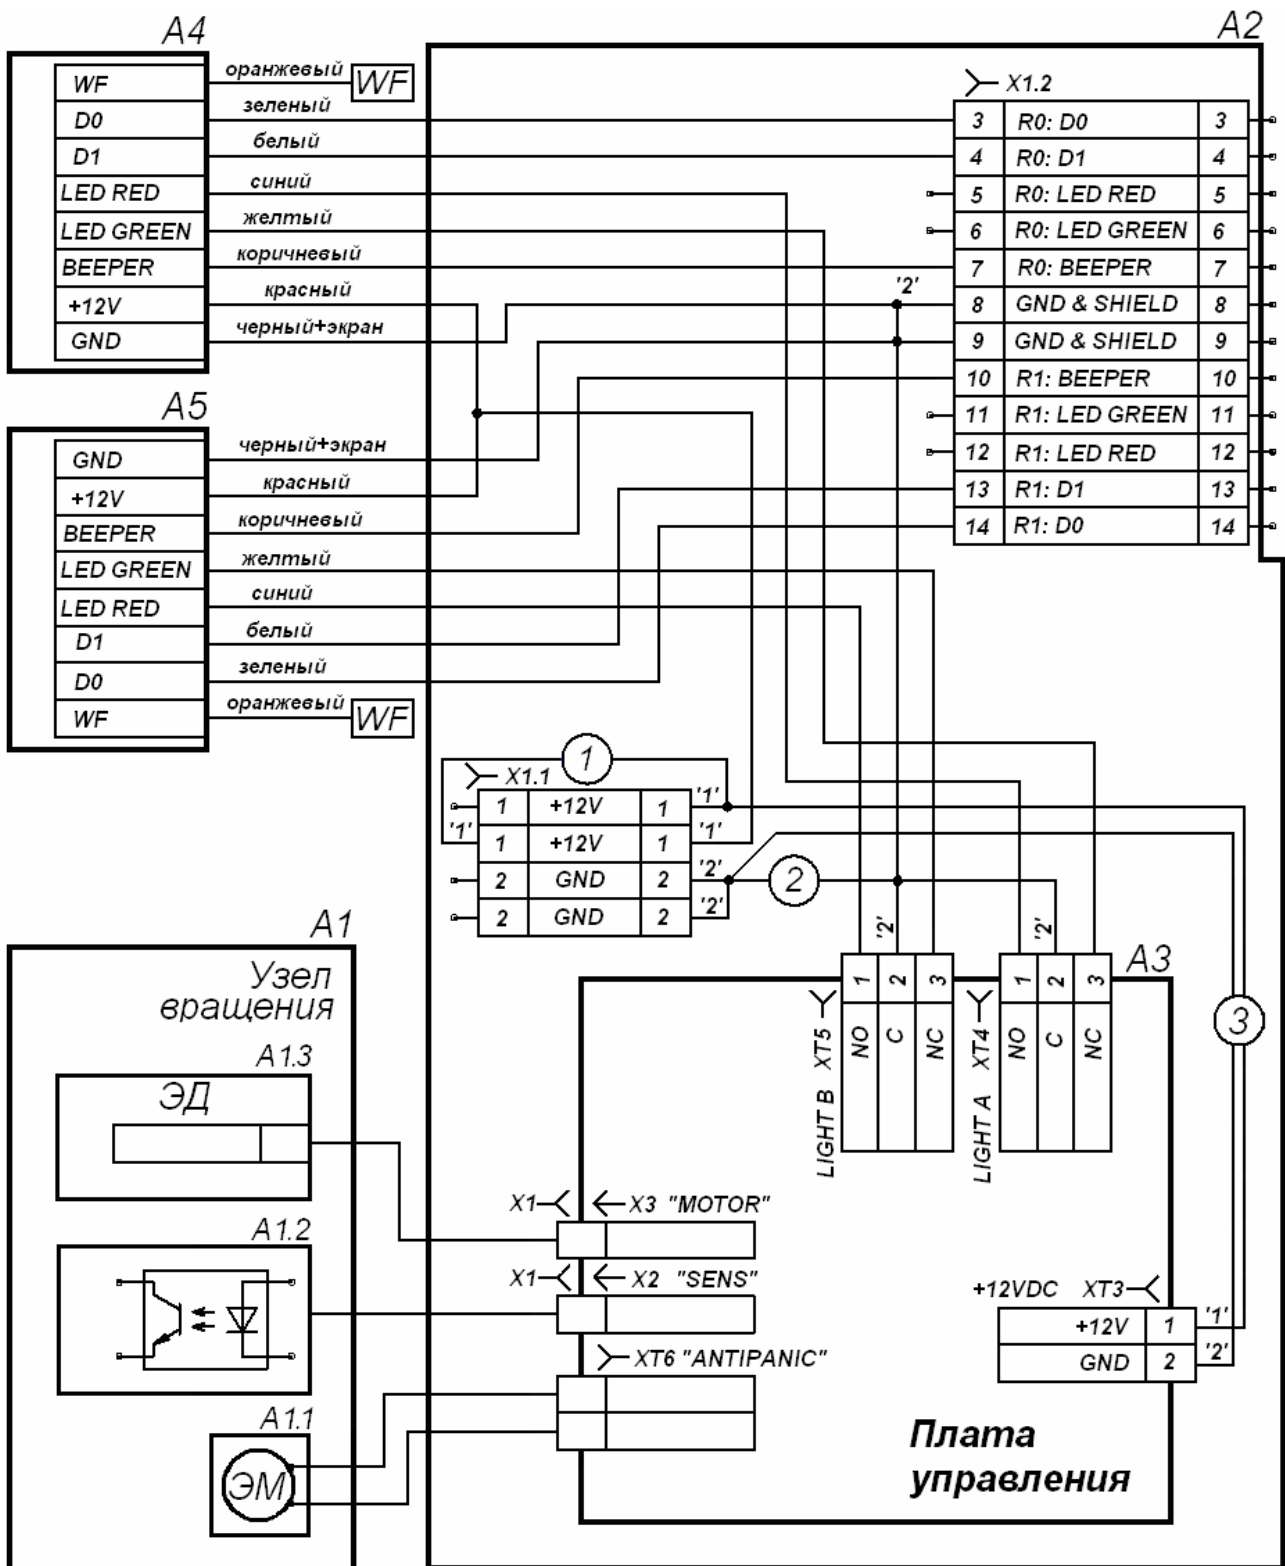 A4
WF
D0
D1
LED RED
LED GREEN
BEEPER
+12V
GND
оранжевый
WF
зеленый
белый
синий
желтый
коричневый
красный
черный+экран
A5
GND
+12V
BEEPER
LED GREEN
LED RED
D1
D0
WF
черный+экран
красный
коричневый
желтый
синий
белый
зеленый
оранжевый
WF
A2
X1.2
3 R0: D0 3
4 R0: D1 4
5 R0: LED RED 5
6 R0: LED GREEN 6
7 R0: BEEPER 7
'2'
8 GND & SHIELD 8
9 GND & SHIELD 9
10 R1: BEEPER 10
11 R1: LED GREEN 11
12 R1: LED RED 12
13 R1: D1 13
14 R1: D0 14
1
X1.1
1 +12V 1 '1'
'1' 1 +12V 1 '1'
2 GND 2 '2'
2 GND 2 '2'
2
3
'2'
'2'
A3
1 2 3
NO C NC
LIGHT B XT5
1 2 3
NO C NC
LIGHT A XT4
A1
Узел
вращения
A1.3
ЭД
A1.2
A1.1
ЭМ
X1 X3 "MOTOR"
X1 X2 "SENS"
XT6 "ANTIPANIC"
+12VDC XT3
+12V 1 '1'
GND 2 '2'
Плата
управления